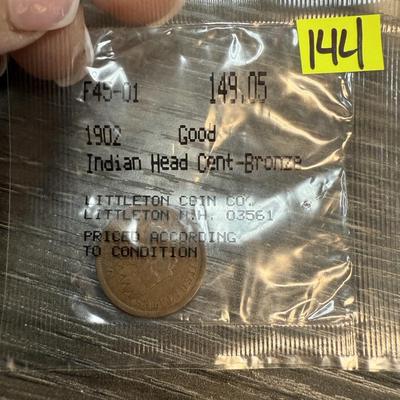 144
F45-01 149.05
1902 Good
Indian Head Cent-Bronze
LITTLETON COIN CO.
LITTLETON N.H. 03561
PRICED ACCORDING
TO CONDITION